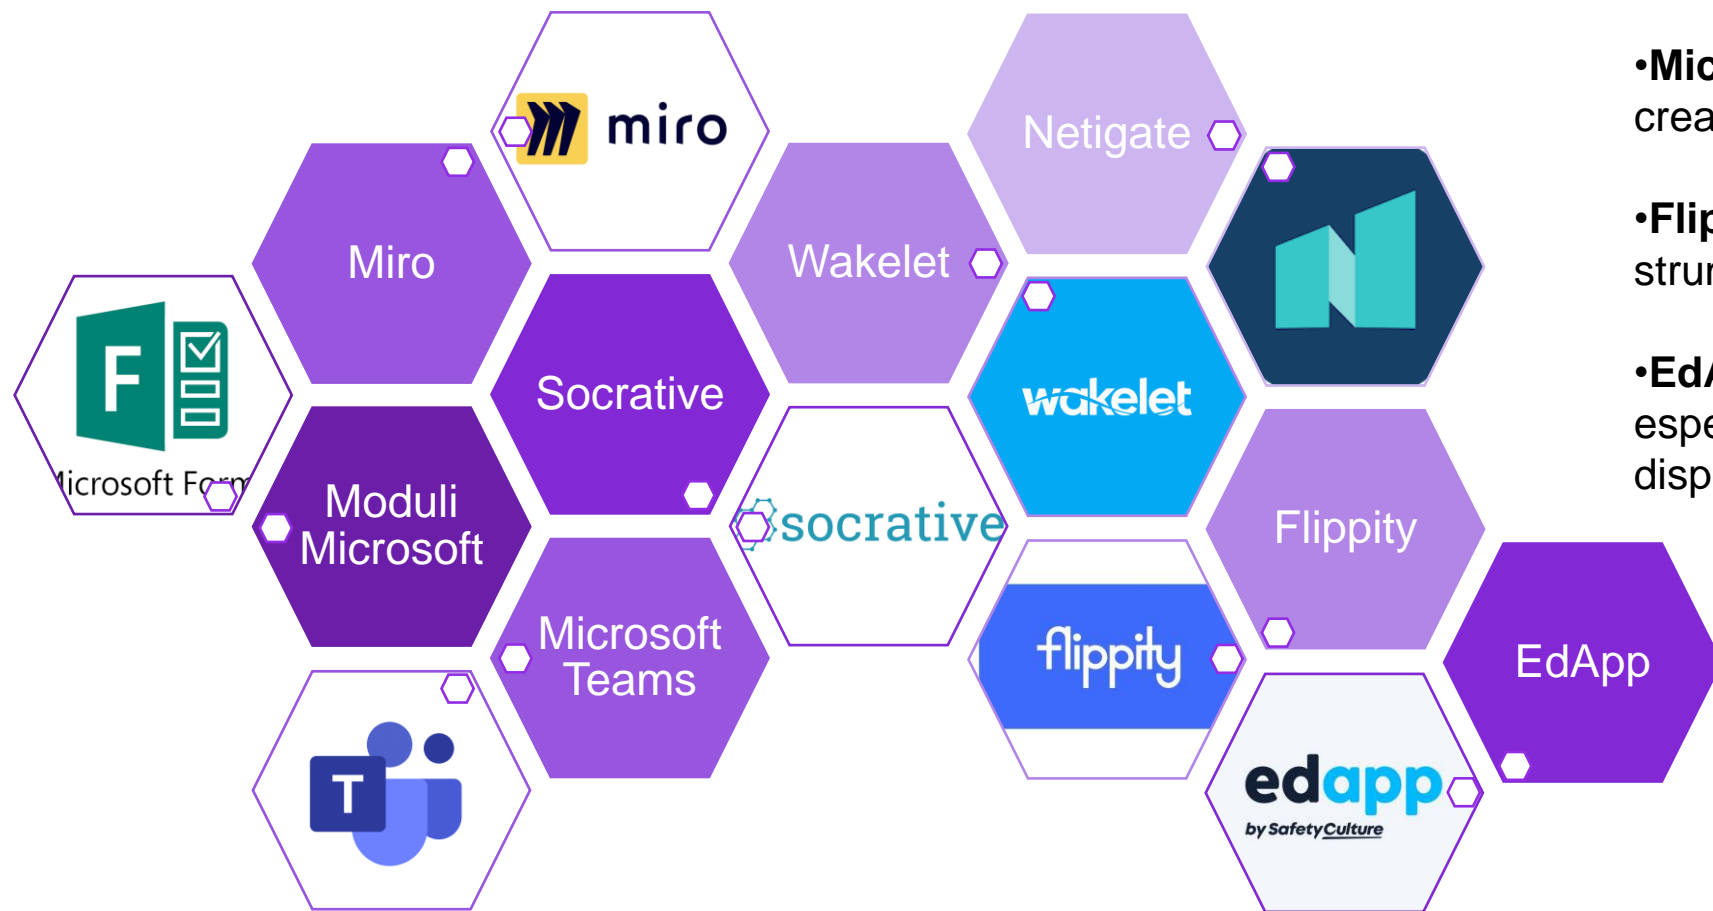 miro
Netigate
Miro
Wakelet
F
Microsoft Form
Socrative
wakelet
Moduli
Microsoft
socrative
Flippity
Microsoft
Teams
flippity
EdApp
T
edapp
by SafetyCulture
•Mic
crea
•Flip
strur
•EdA
espe
disp